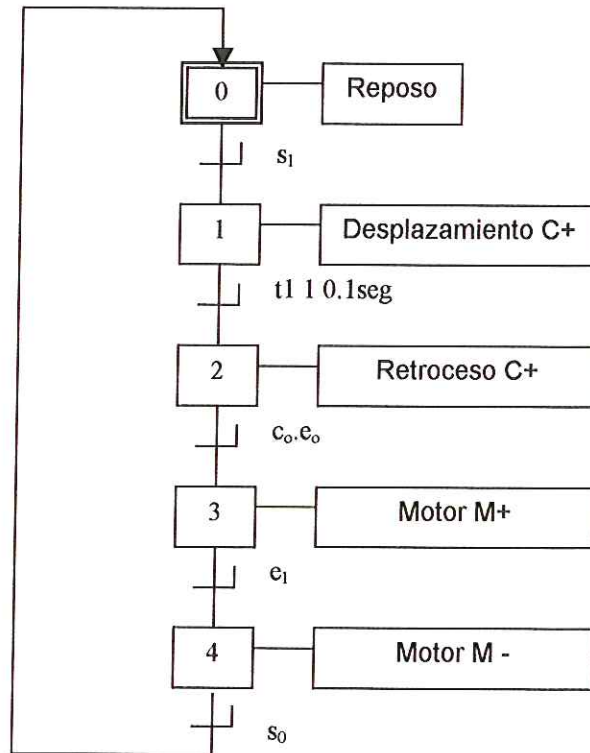 0 Reposo
s₁
1 Desplazamiento C+
t1 1 0.1seg
2 Retroceso C+
cₒ.eₒ
3 Motor M+
e₁
4 Motor M -
s₀